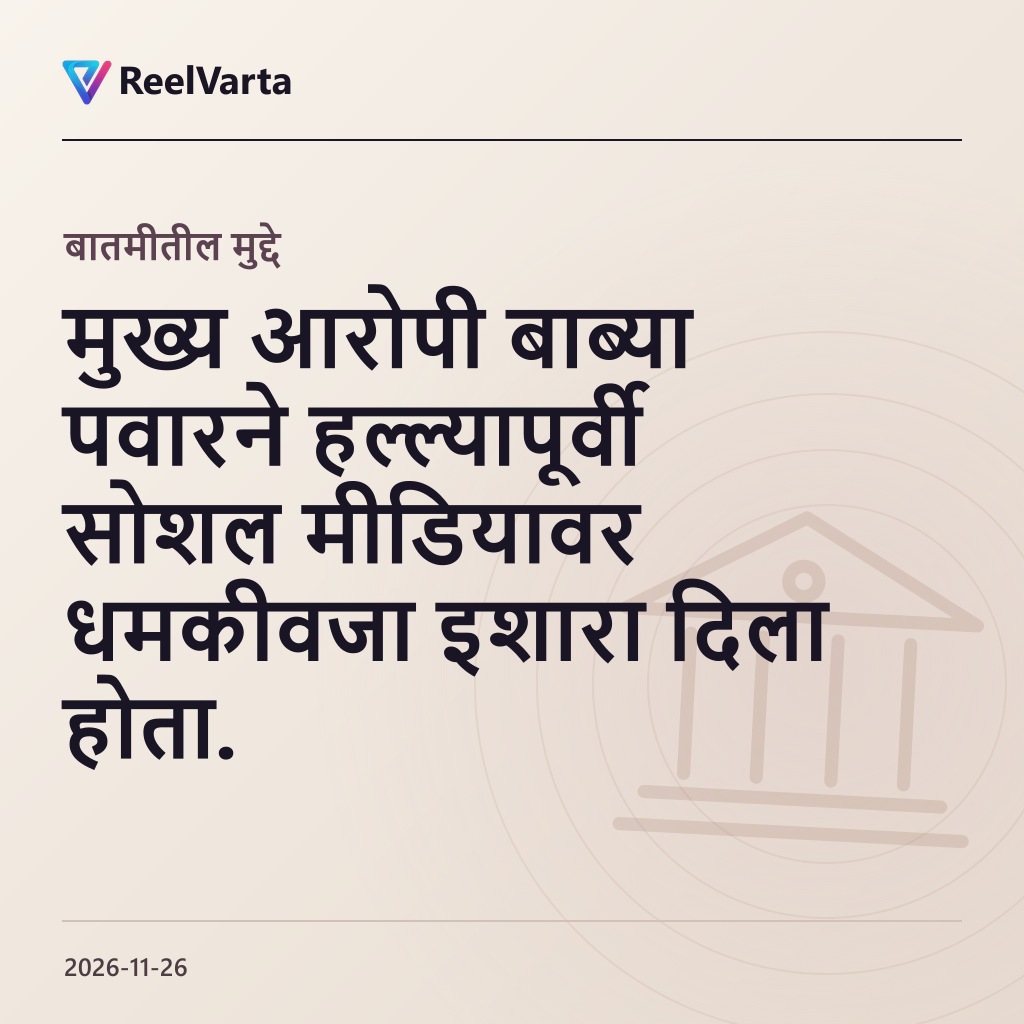 ReelVarta
बातमीतील मुद्दे
मुख्य आरोपी बाब्या
पवारने हल्ल्यापूर्वी
सोशल मीडियावर
धमकीवजा इशारा दिला
होता.
2026-11-26